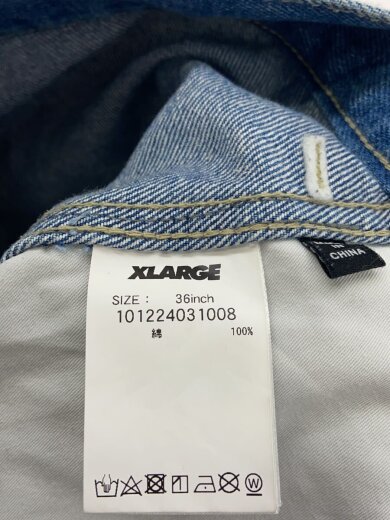 XLARGE
SIZE : 36inch
101224031008
綿 100%
CHINA
W